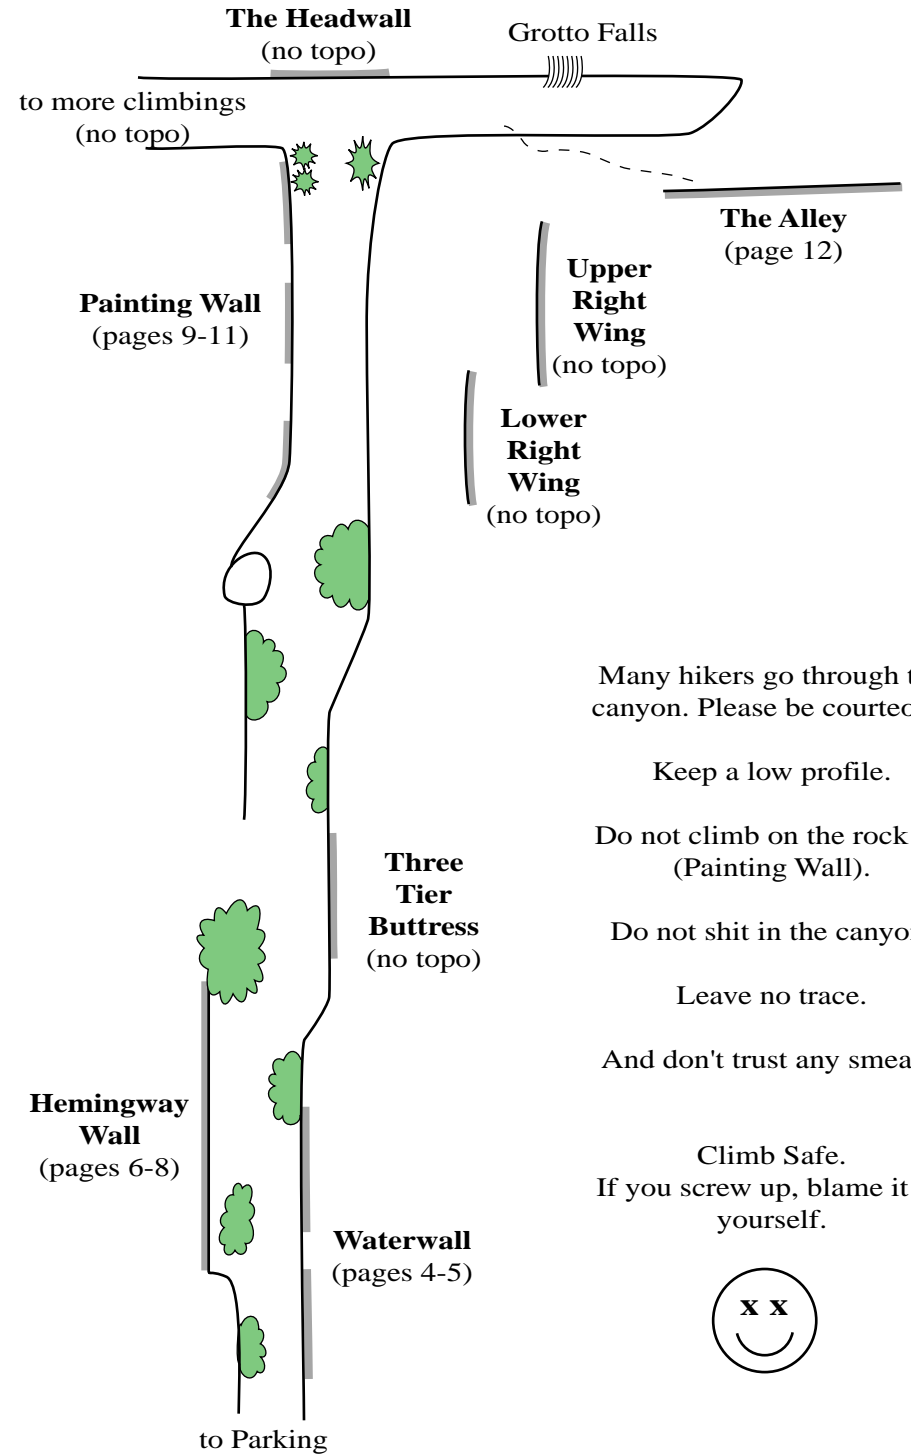 The Headwall
(no topo)
Grotto Falls
to more climbings
(no topo)
The Alley
(page 12)
Upper
Right
Wing
(no topo)
Painting Wall
(pages 9-11)
Lower
Right
Wing
(no topo)
Many hikers go through
canyon. Please be
Keep a low profile.
Do not climb on the rock
(Painting Wall).
Three
Tier
Buttress
(no topo)
Do not shit in the
Leave no trace.
And don't trust any
Hemingway
Wall
(pages 6-8)
Climb Safe.
If you screw up, blame it
yourself.
Waterwall
(pages 4-5)
x x
to Parking